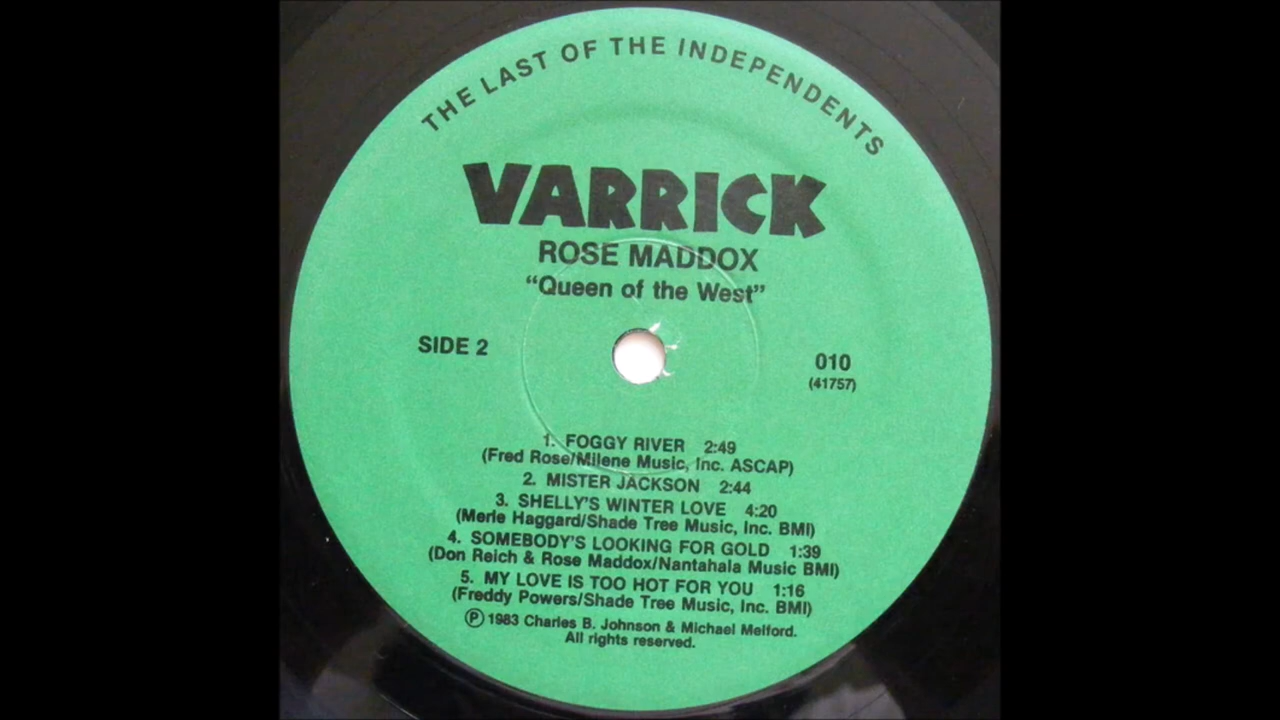 THE LAST OF THE INDEPENDENTS
VARRICK
ROSE MADDOX
“Queen of the West”
SIDE 2
010
(41757)
1. FOGGY RIVER 2:49
(Fred Rose/Milene Music, Inc. ASCAP)
2. MISTER JACKSON 2:44
3. SHELLY'S WINTER LOVE 4:20
(Merle Haggard/Shade Tree Music, Inc. BMI)
4. SOMEBODY'S LOOKING FOR GOLD 1:39
(Don Reich & Rose Maddox/Nantahala Music BMI)
5. MY LOVE IS TOO HOT FOR YOU 1:16
(Freddy Powers/Shade Tree Music, Inc. BMI)
Ⓟ 1983 Charles B. Johnson & Michael Melford.
All rights reserved.